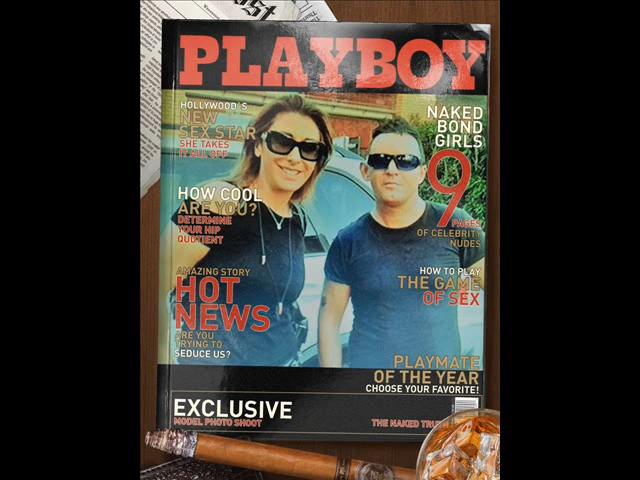 PLAYBOY
HOLLYWOOD'S
NEW
SEX STAR
SHE TAKES
IT ALL OFF
NAKED
BOND
GIRLS
9
PAGES
OF CELEBRITY
NUDES
HOW COOL
ARE YOU?
DETERMINE
YOUR HIP
QUOTIENT
AMAZING STORY
HOT
NEWS
ARE YOU
TRYING TO
SEDUCE US?
HOW TO PLAY
THE GAME
OF SEX
PLAYMATE
OF THE YEAR
CHOOSE YOUR FAVORITE!
EXCLUSIVE
MODEL PHOTO SHOOT
THE NAKED